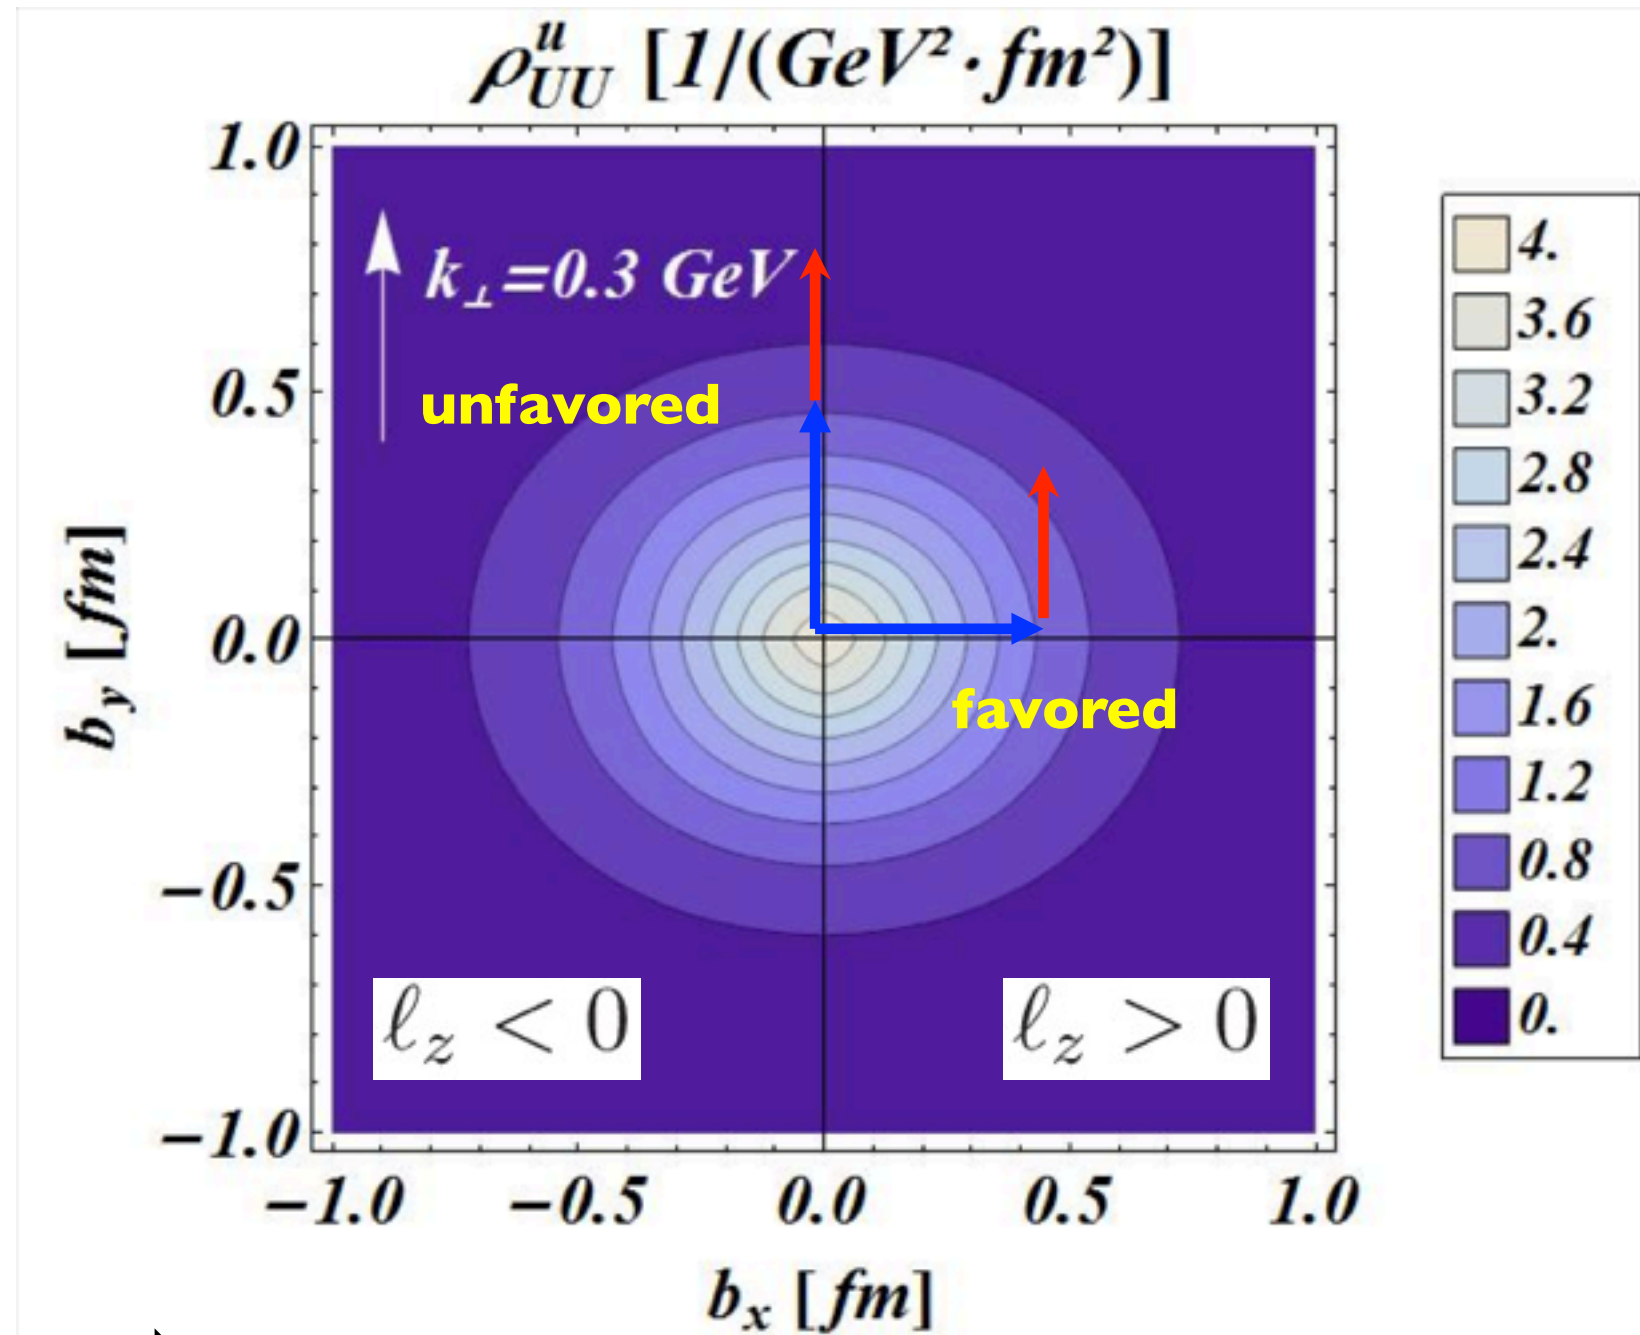 ρᵘ_UU [1/(GeV²·fm²)]
1.0
0.5
0.0
−0.5
−1.0
b_y [fm]
k_⊥=0.3 GeV
unfavored
favored
ℓ_z < 0
ℓ_z > 0
−1.0 −0.5 0.0 0.5 1.0
b_x [fm]
4.
3.6
3.2
2.8
2.4
2.
1.6
1.2
0.8
0.4
0.